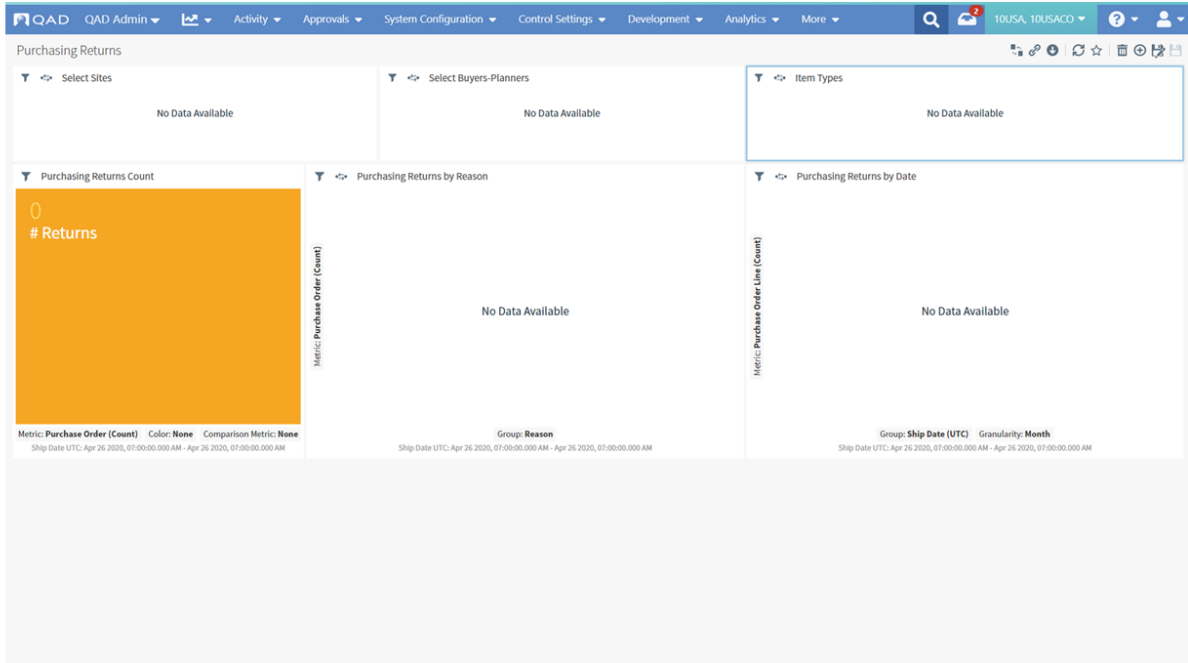 QAD QAD Admin Activity Approvals System Configuration Control Settings Development Analytics More 2 10USA, 10USACO ?
Purchasing Returns
Select Sites
No Data Available
Select Buyers-Planners
No Data Available
Item Types
No Data Available
Purchasing Returns Count
0
# Returns
Metric: Purchase Order (Count) Color: None Comparison Metric: None
Ship Date UTC: Apr 26 2020, 07:00:00.000 AM - Apr 26 2020, 07:00:00.000 AM
Purchasing Returns by Reason
Metric: Purchase Order (Count)
No Data Available
Group: Reason
Ship Date UTC: Apr 26 2020, 07:00:00.000 AM - Apr 26 2020, 07:00:00.000 AM
Purchasing Returns by Date
Metric: Purchase Order Line (Count)
No Data Available
Group: Ship Date (UTC) Granularity: Month
Ship Date UTC: Apr 26 2020, 07:00:00.000 AM - Apr 26 2020, 07:00:00.000 AM